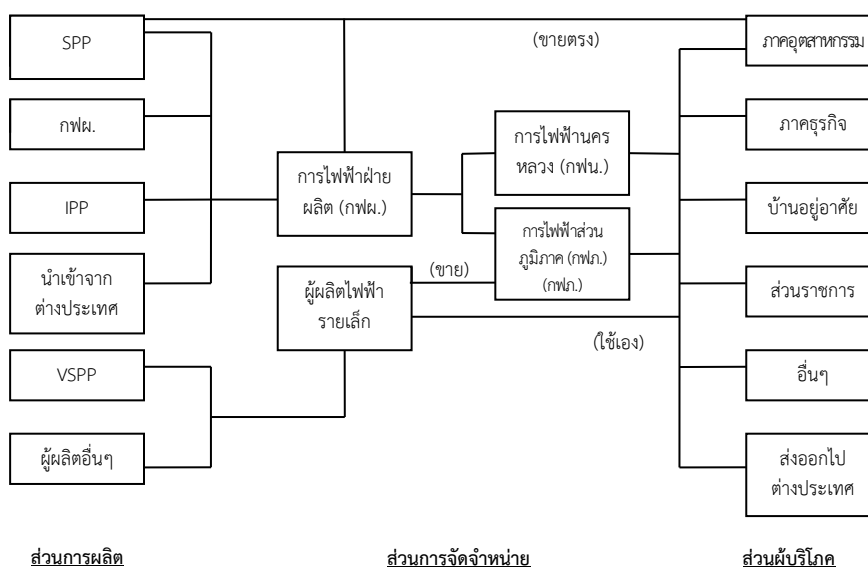 SPP
กฟผ.
IPP
นำเข้าจาก
ต่างประเทศ
VSPP
ผู้ผลิตอื่นๆ
ส่วนการผลิต
(ขายตรง)
การไฟฟ้าฝ่าย
ผลิต (กฟผ.)
การไฟฟ้านคร
หลวง (กฟน.)
การไฟฟ้าส่วน
ภูมิภาค (กฟภ.)
(กฟภ.)
(ขาย)
ผู้ผลิตไฟฟ้า
รายเล็ก
(ใช้เอง)
ส่วนการจัดจำหน่าย
ภาคอุตสาหกรรม
ภาคธุรกิจ
บ้านอยู่อาศัย
ส่วนราชการ
อื่นๆ
ส่งออกไป
ต่างประเทศ
ส่วนผู้บริโภค